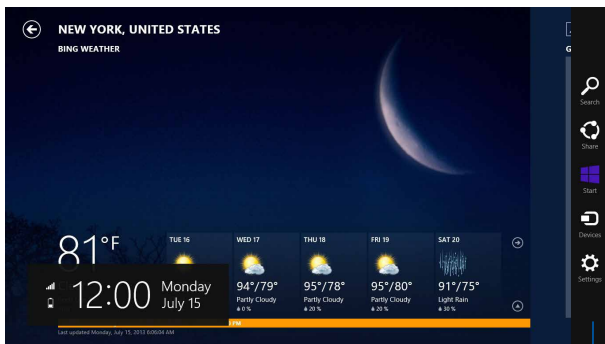 NEW YORK, UNITED STATES
BING WEATHER
Search
Share
Start
Devices
Settings
81°F
TUE 16
WED 17
94°/79°
Partly Cloudy
0 %
THU 18
95°/78°
Partly Cloudy
20 %
FRI 19
95°/80°
Partly Cloudy
20 %
SAT 20
91°/75°
Light Rain
30 %
12:00
Monday
July 15
PM
Last updated Monday, July 15, 2013 6:06:04 AM